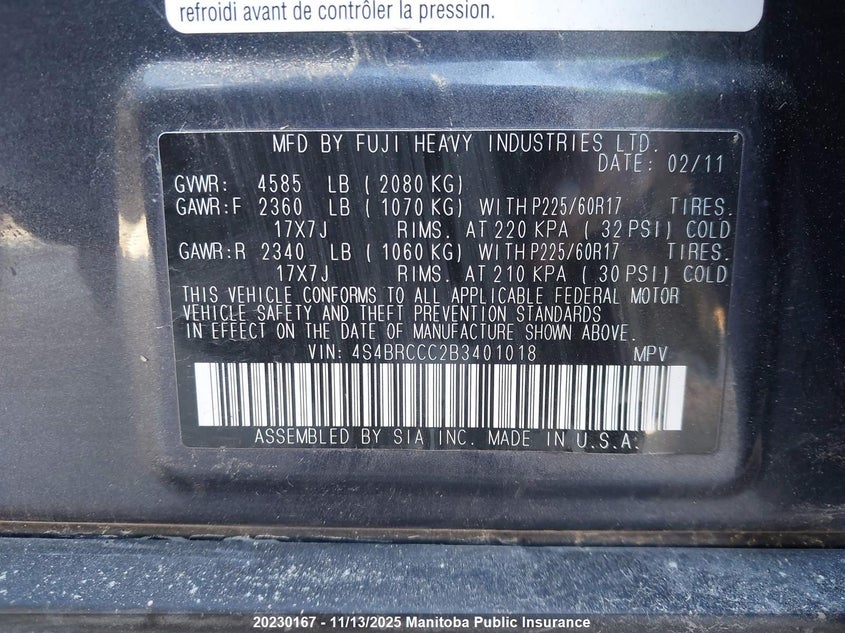 refroidi avant de contrôler la pression.
MFD BY FUJI HEAVY INDUSTRIES LTD.
DATE: 02/11
GVWR: 4585 LB ( 2080 KG)
GAWR:F 2360 LB ( 1070 KG) WITH P225/60R17 TIRES.
17X7J RIMS. AT 220 KPA ( 32 PSI) COLD
GAWR:R 2340 LB ( 1060 KG) WITH P225/60R17 TIRES.
17X7J RIMS. AT 210 KPA ( 30 PSI) COLD
THIS VEHICLE CONFORMS TO ALL APPLICABLE FEDERAL MOTOR
VEHICLE SAFETY AND THEFT PREVENTION STANDARDS
IN EFFECT ON THE DATE OF MANUFACTURE SHOWN ABOVE.
VIN: 4S4BRCCC2B3401018 MPV
ASSEMBLED BY SIA INC. MADE IN U.S.A.
20230167 - 11/13/2025 Manitoba Public Insurance